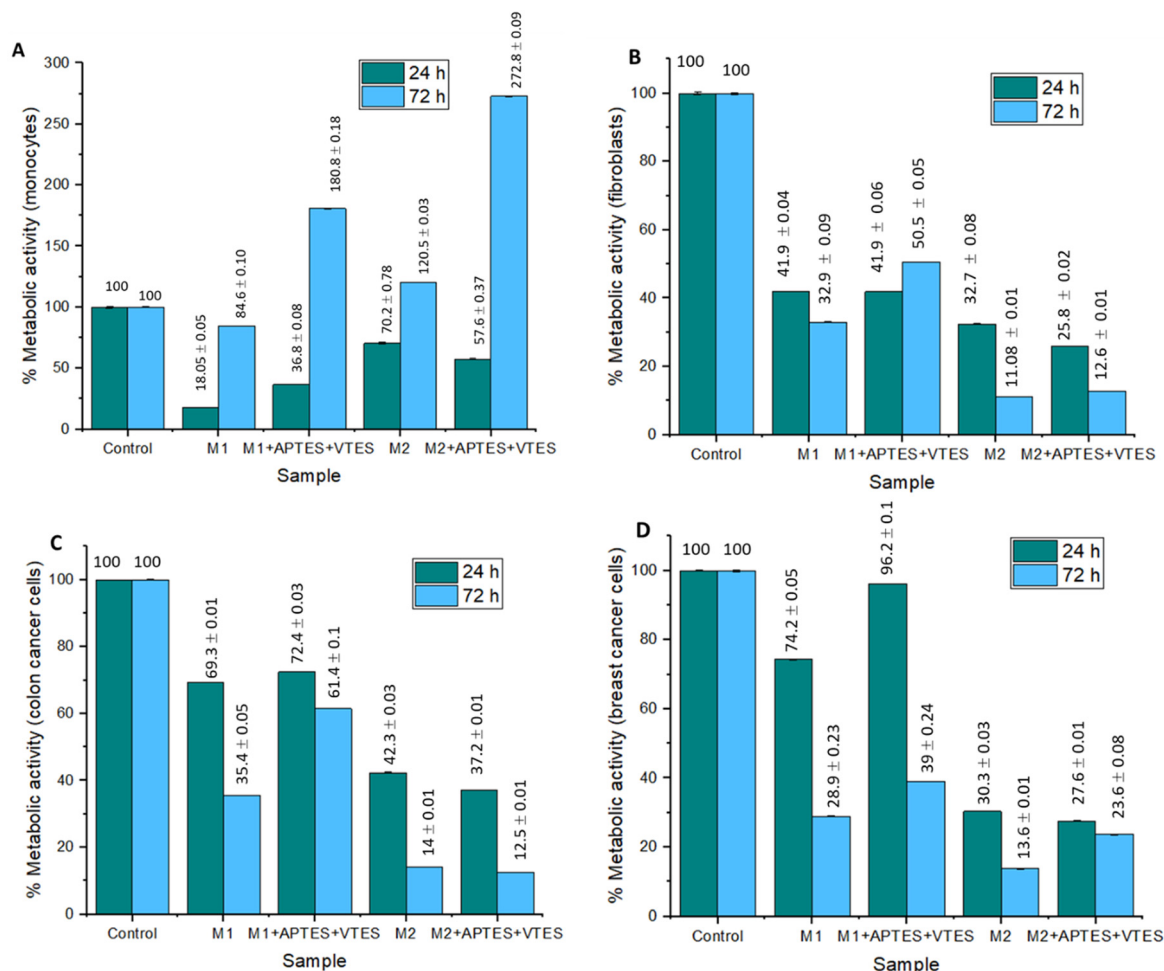 A
% Metabolic activity (monocytes)
300
250
200
150
100
50
0
24 h
72 h
100
100
18.05 ± 0.05
84.6 ± 0.10
36.8 ± 0.08
180.8 ± 0.18
70.2 ± 0.78
120.5 ± 0.03
57.6 ± 0.37
272.8 ± 0.09
Control
M1
M1+APTES+VTES
M2
M2+APTES+VTES
Sample
B
% Metabolic activity (fibroblasts)
100
80
60
40
20
0
24 h
72 h
100
100
41.9 ± 0.04
32.9 ± 0.09
41.9 ± 0.06
50.5 ± 0.05
32.7 ± 0.08
11.08 ± 0.01
25.8 ± 0.02
12.6 ± 0.01
Control
M1
M1+APTES+VTES
M2
M2+APTES+VTES
Sample
C
% Metabolic activity (colon cancer cells)
100
80
60
40
20
0
24 h
72 h
100
100
69.3 ± 0.01
35.4 ± 0.05
72.4 ± 0.03
61.4 ± 0.1
42.3 ± 0.03
14 ± 0.01
37.2 ± 0.01
12.5 ± 0.01
Control
M1
M1+APTES+VTES
M2
M2+APTES+VTES
Sample
D
% Metabolic activity (breast cancer cells)
100
80
60
40
20
0
24 h
72 h
100
100
74.2 ± 0.05
28.9 ± 0.23
96.2 ± 0.1
39 ± 0.24
30.3 ± 0.03
13.6 ± 0.01
27.6 ± 0.01
23.6 ± 0.08
Control
M1
M1+APTES+VTES
M2
M2+APTES+VTES
Sample